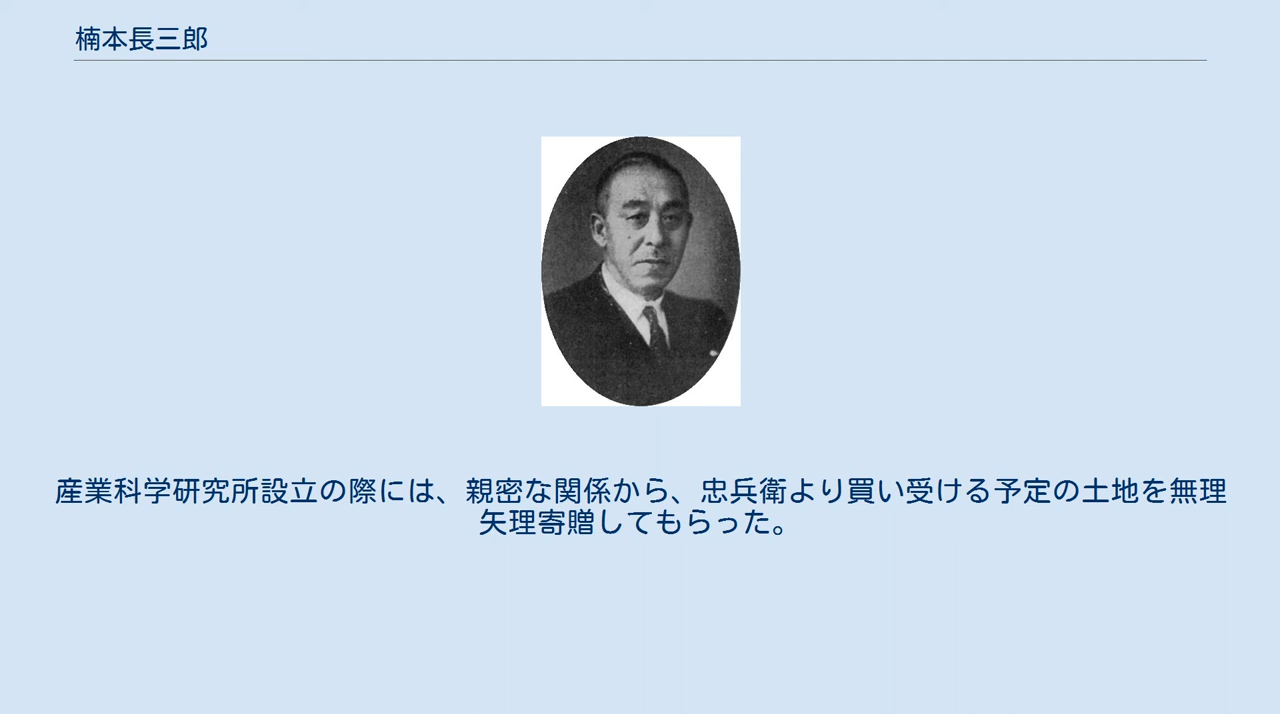 楠本長三郎
産業科学研究所設立の際には、親密な関係から、忠兵衛より買い受ける予定の土地を無理
矢理寄贈してもらった。